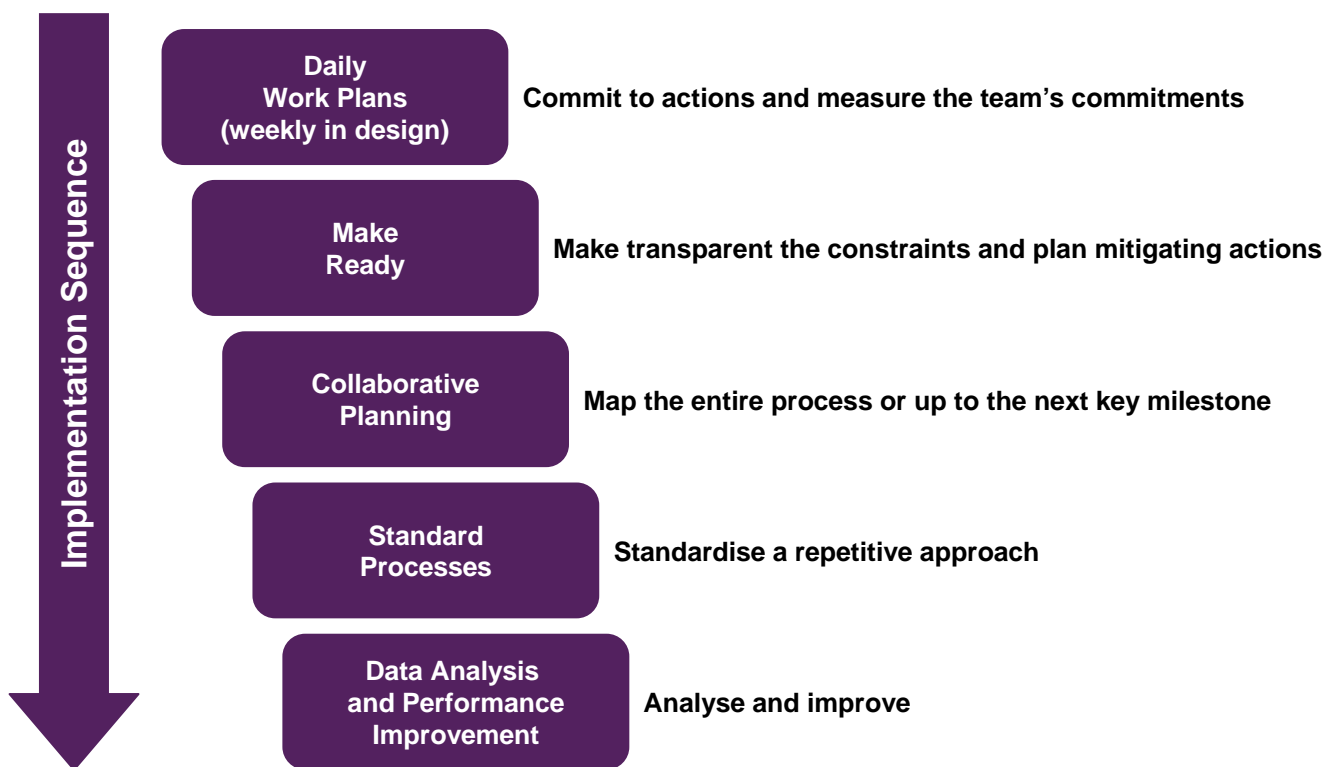 Implementation Sequence
Daily
Work Plans
(weekly in design)
Commit to actions and measure the team’s commitments
Make
Ready
Make transparent the constraints and plan mitigating actions
Collaborative
Planning
Map the entire process or up to the next key milestone
Standard
Processes
Standardise a repetitive approach
Data Analysis
and Performance
Improvement
Analyse and improve